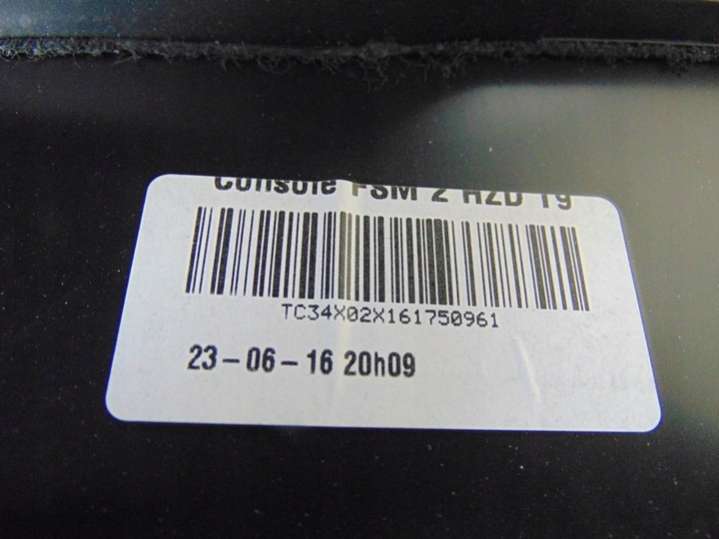 Console FSM 2 HZD T9
TC34X02X161750961
23-06-16 20h09